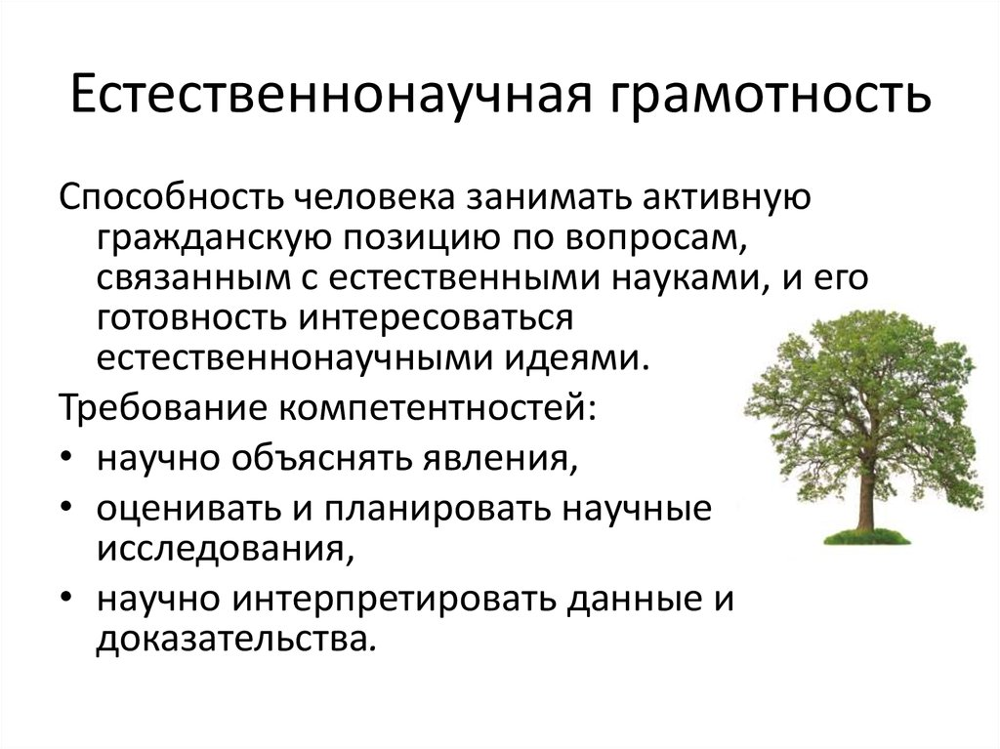 Естественнонаучная грамотность
Способность человека занимать активную
гражданскую позицию по вопросам,
связанным с естественными науками, и его
готовность интересоваться
естественнонаучными идеями.
Требование компетентностей:
• научно объяснять явления,
• оценивать и планировать научные
исследования,
• научно интерпретировать данные и
доказательства.